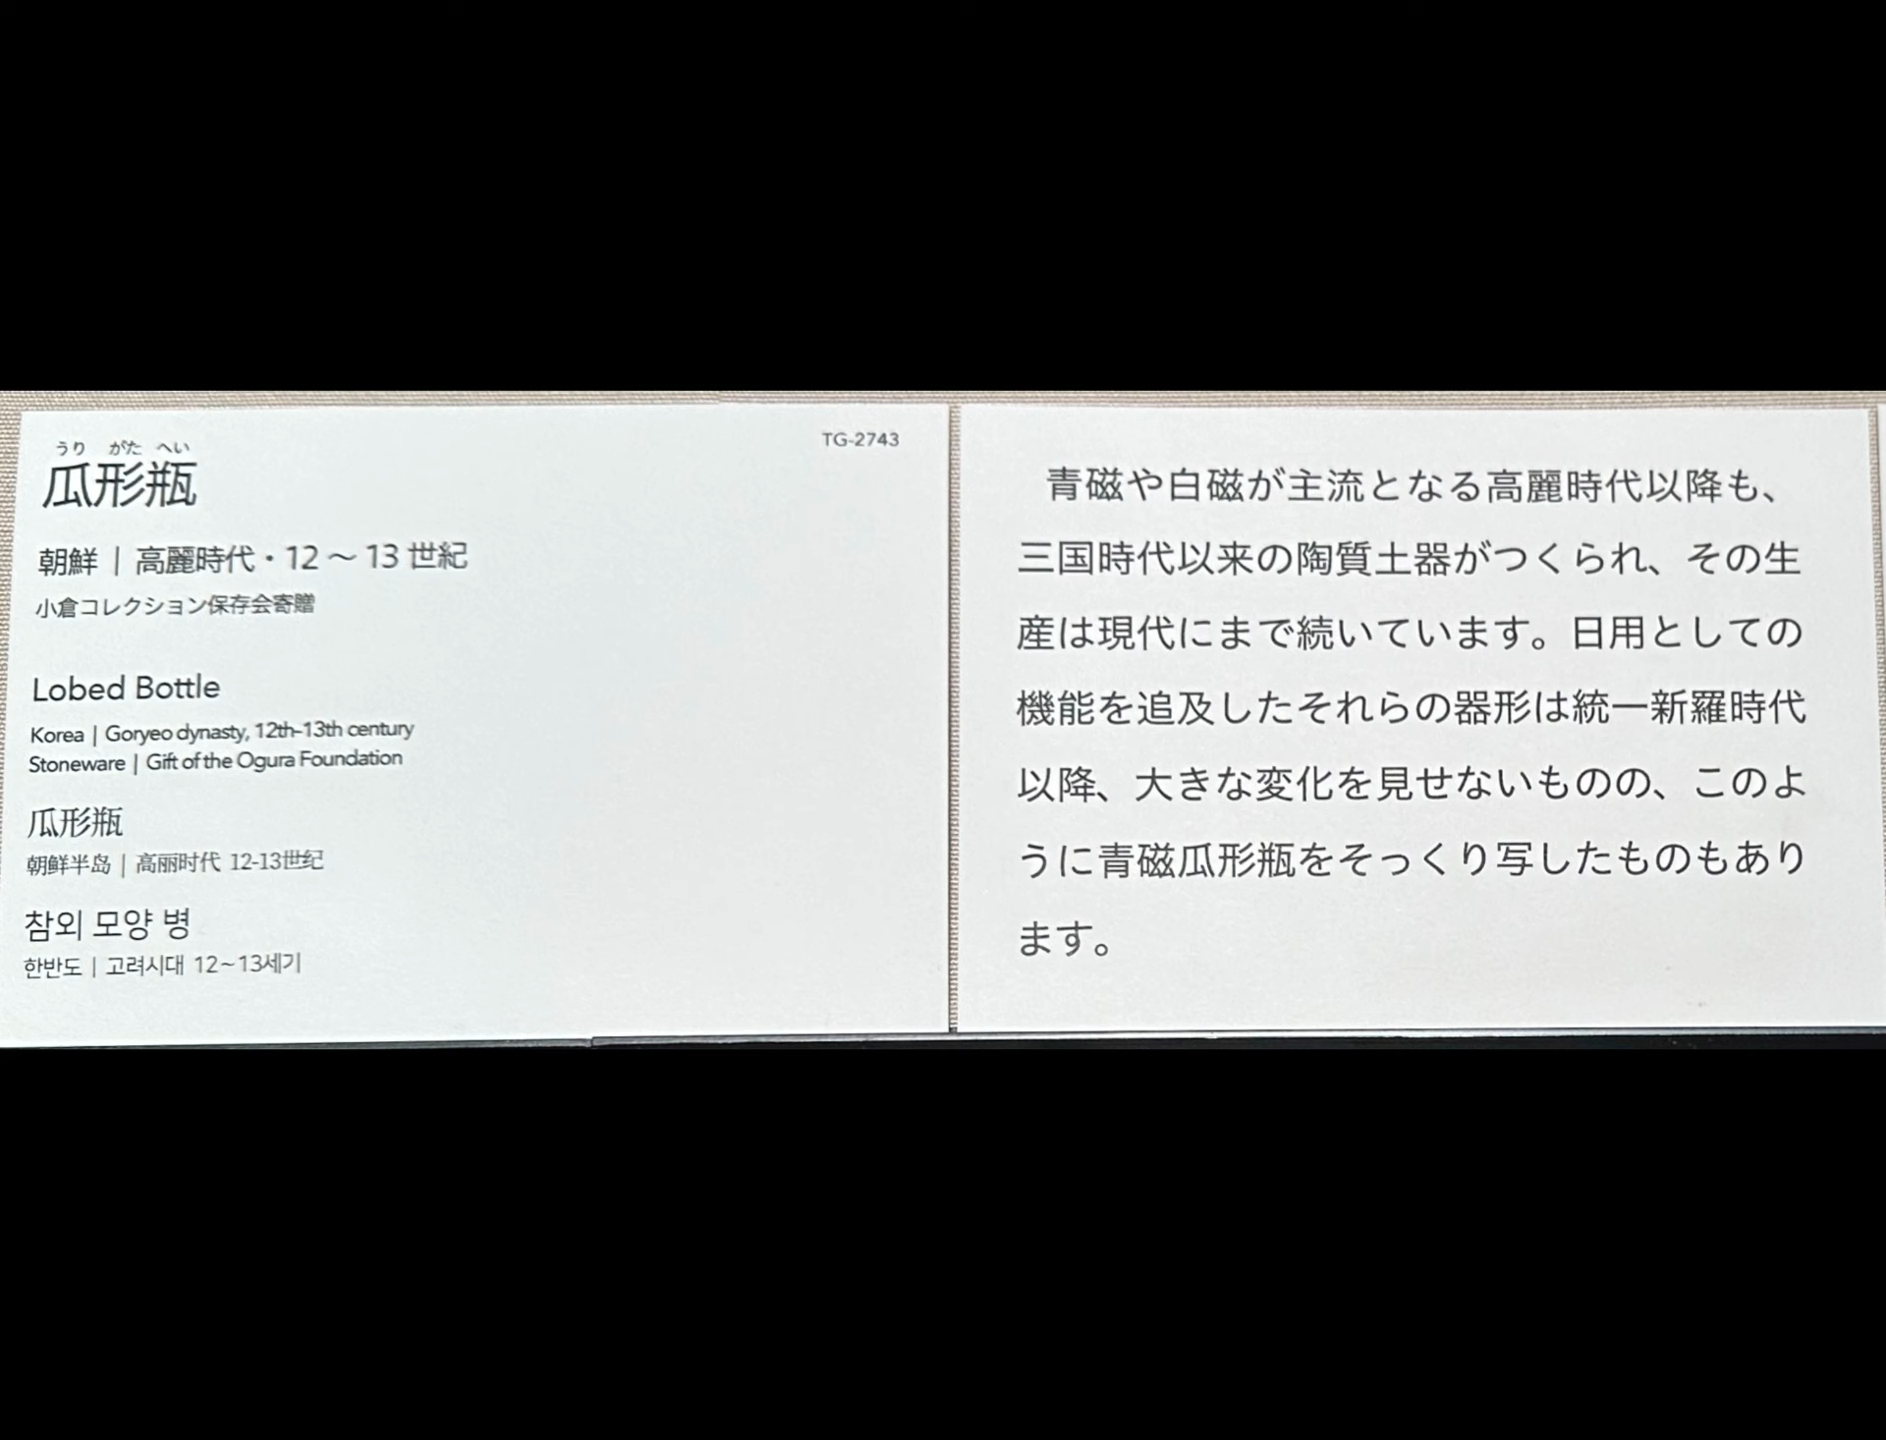 うり がた へい
瓜形瓶
TG-2743
朝鮮｜高麗時代・12～13世紀
小倉コレクション保存会寄贈
Lobed Bottle
Korea | Goryeo dynasty, 12th-13th century
Stoneware | Gift of the Ogura Foundation
瓜形瓶
朝鲜半岛 | 高丽时代 12-13世纪
참외 모양 병
한반도 | 고려시대 12~13세기
青磁や白磁が主流となる高麗時代以降も、
三国時代以来の陶質土器がつくられ、その生
産は現代にまで続いています。日用としての
機能を追及したそれらの器形は統一新羅時代
以降、大きな変化を見せないものの、このよ
うに青磁瓜形瓶をそっくり写したものもあり
ます。